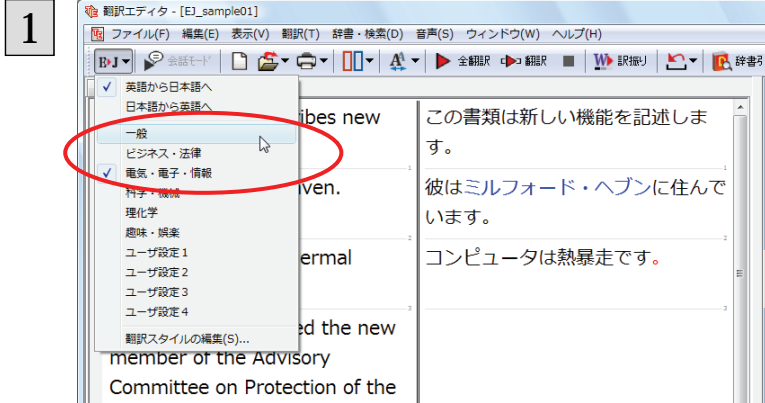 1
翻訳エディタ - [EJ_sample01]
ファイル(F) 編集(E) 表示(V) 翻訳(T) 辞書・検索(D) 音声(S) ウィンドウ(W) ヘルプ(H)
E▸J 会話モード A 全翻訳 翻訳 W 訳振り 辞書引
英語から日本語へ
日本語から英語へ
一般
ビジネス・法律
電気・電子・情報
科学・機械
理化学
趣味・娯楽
ユーザ設定1
ユーザ設定2
ユーザ設定3
ユーザ設定4
翻訳スタイルの編集(S)...
ibes new
ven.
ermal
ed the new
member of the Advisory
Committee on Protection of the
この書類は新しい機能を記述しま
す。
1
彼はミルフォード・ヘブンに住んで
います。
2
コンピュータは熱暴走です。
3